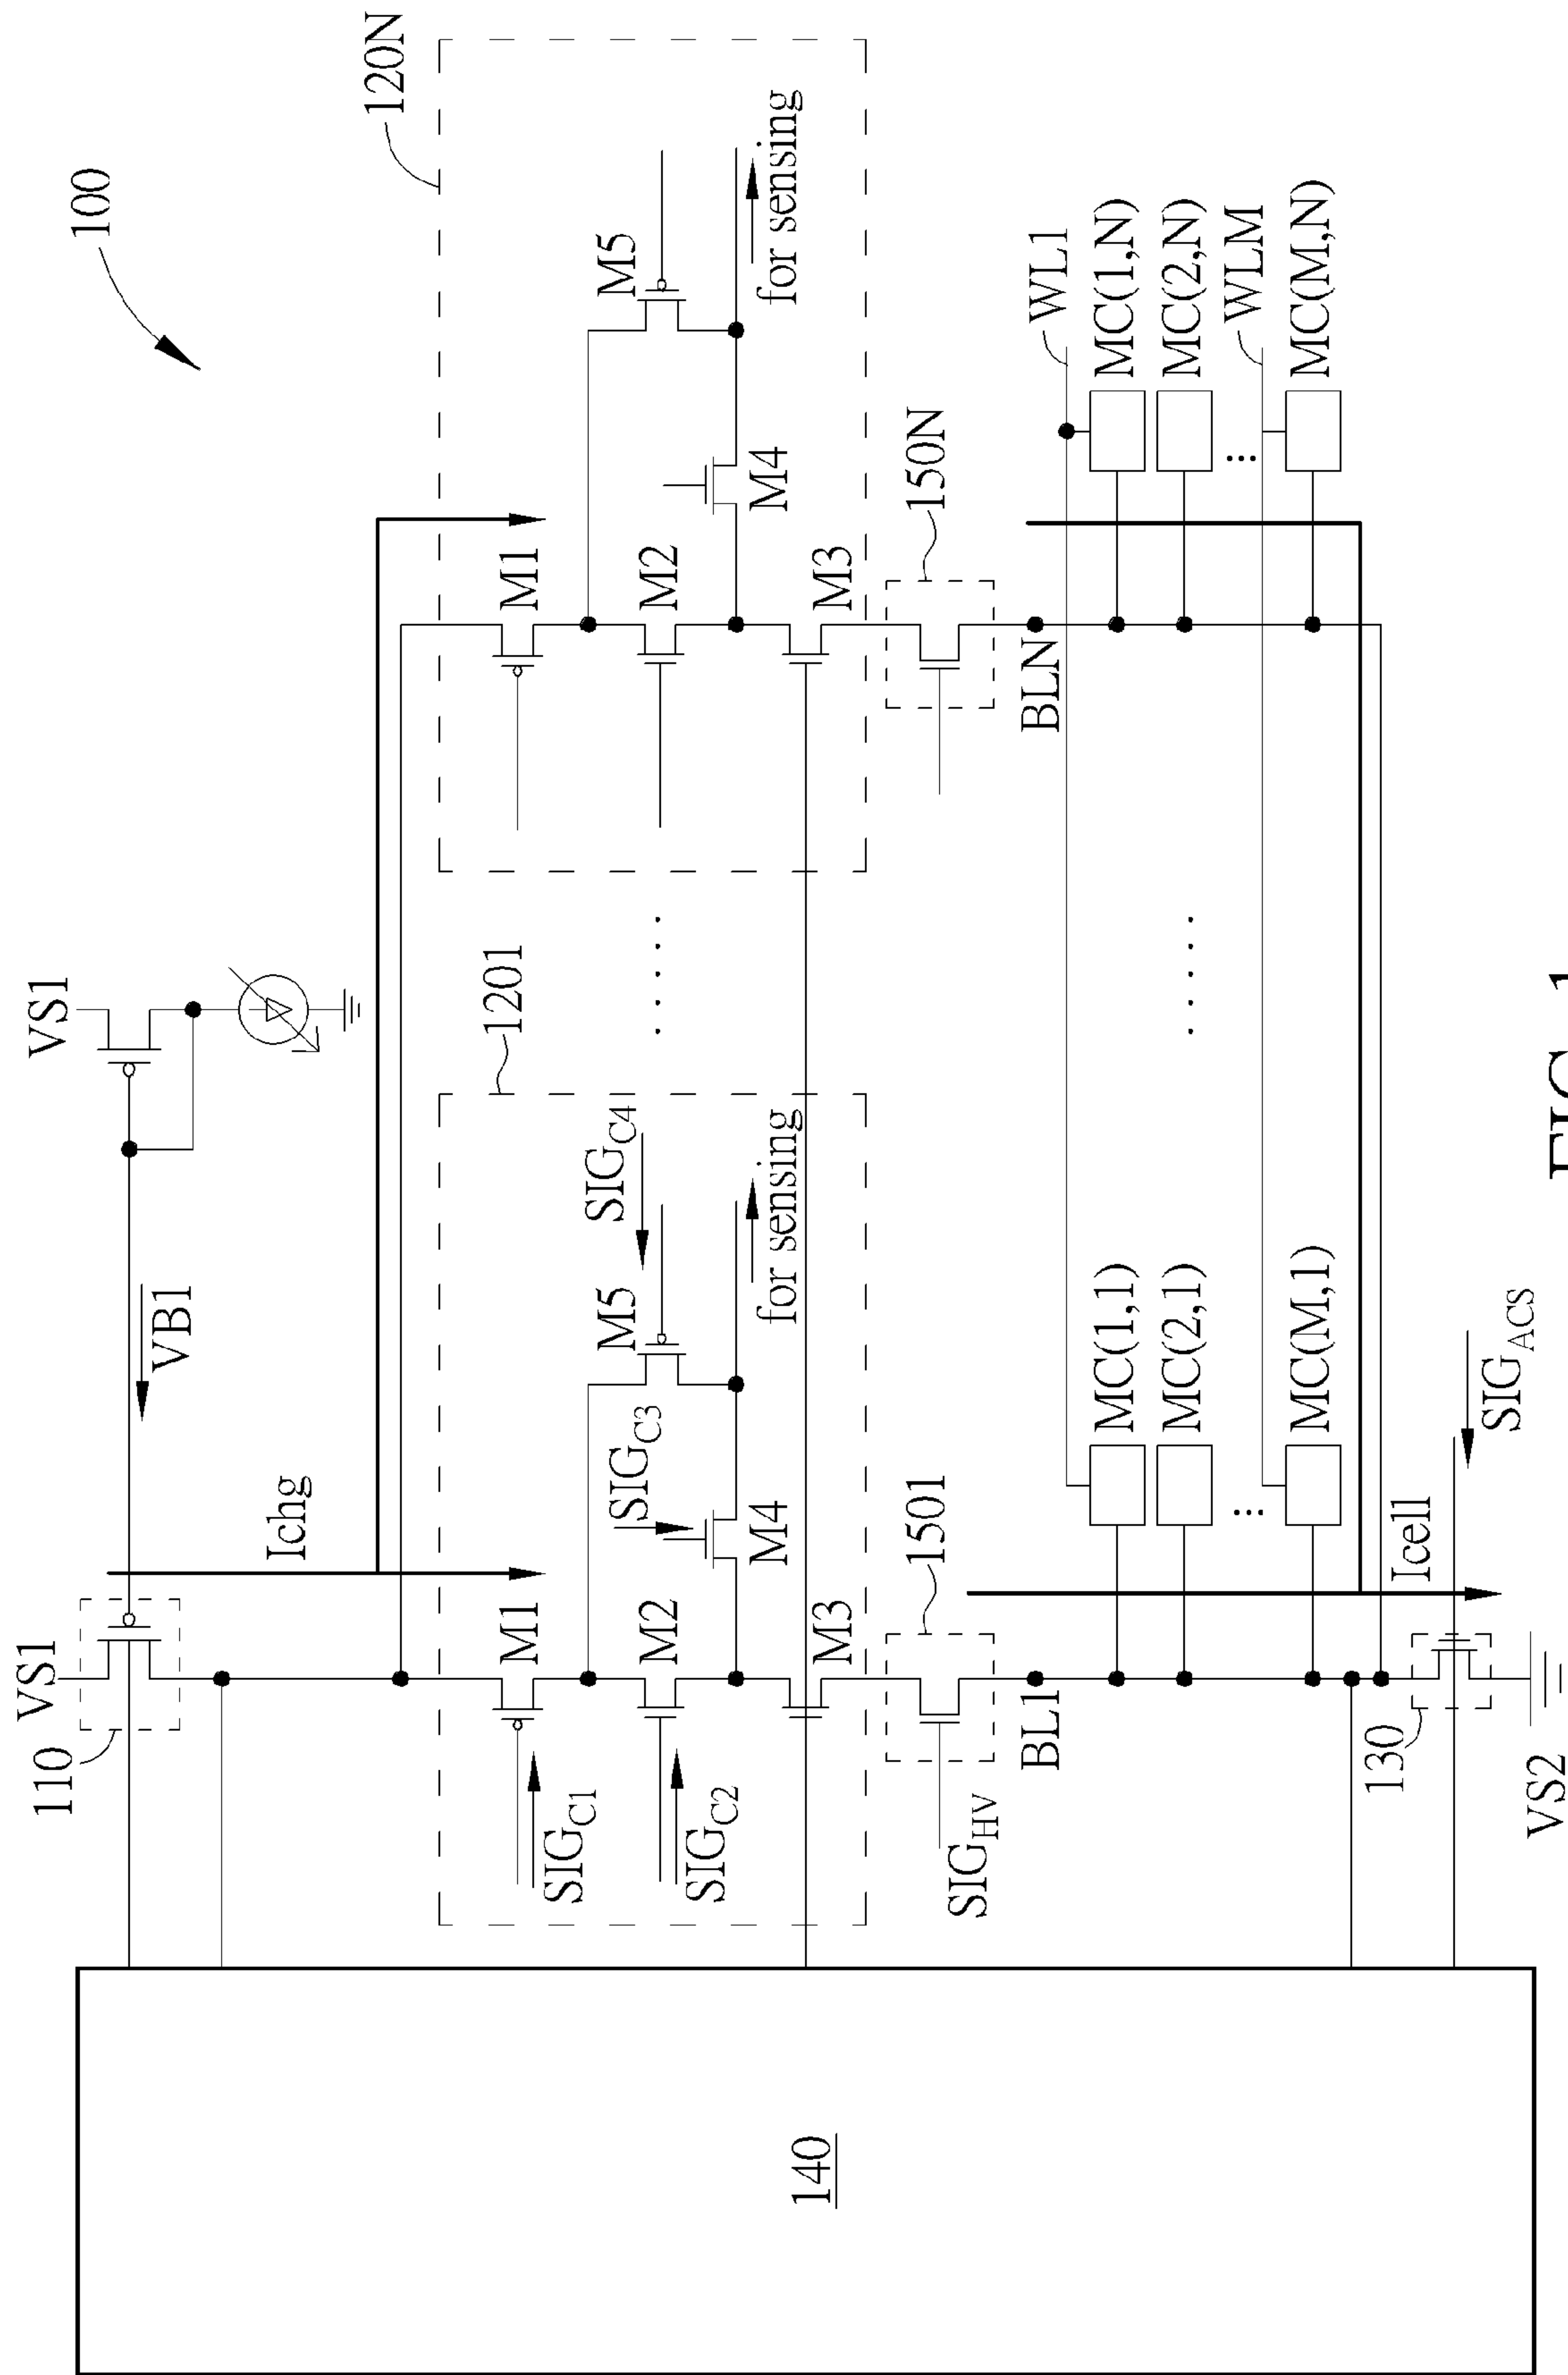 100
VS1
VS1
110
VB1
Ichg
1201
120N
M1
M1
SIGC1
M5
SIGC4
M5
SIGC3
M2
M2
SIGC2
M4
M4
for sensing
for sensing
M3
M3
140
1501
150N
SIGHV
BL1
BLN
WL1
MC(1,1)
MC(1,N)
MC(2,1)
MC(2,N)
...
...
WLM
MC(M,1)
MC(M,N)
Icell
130
SIGACS
VS2